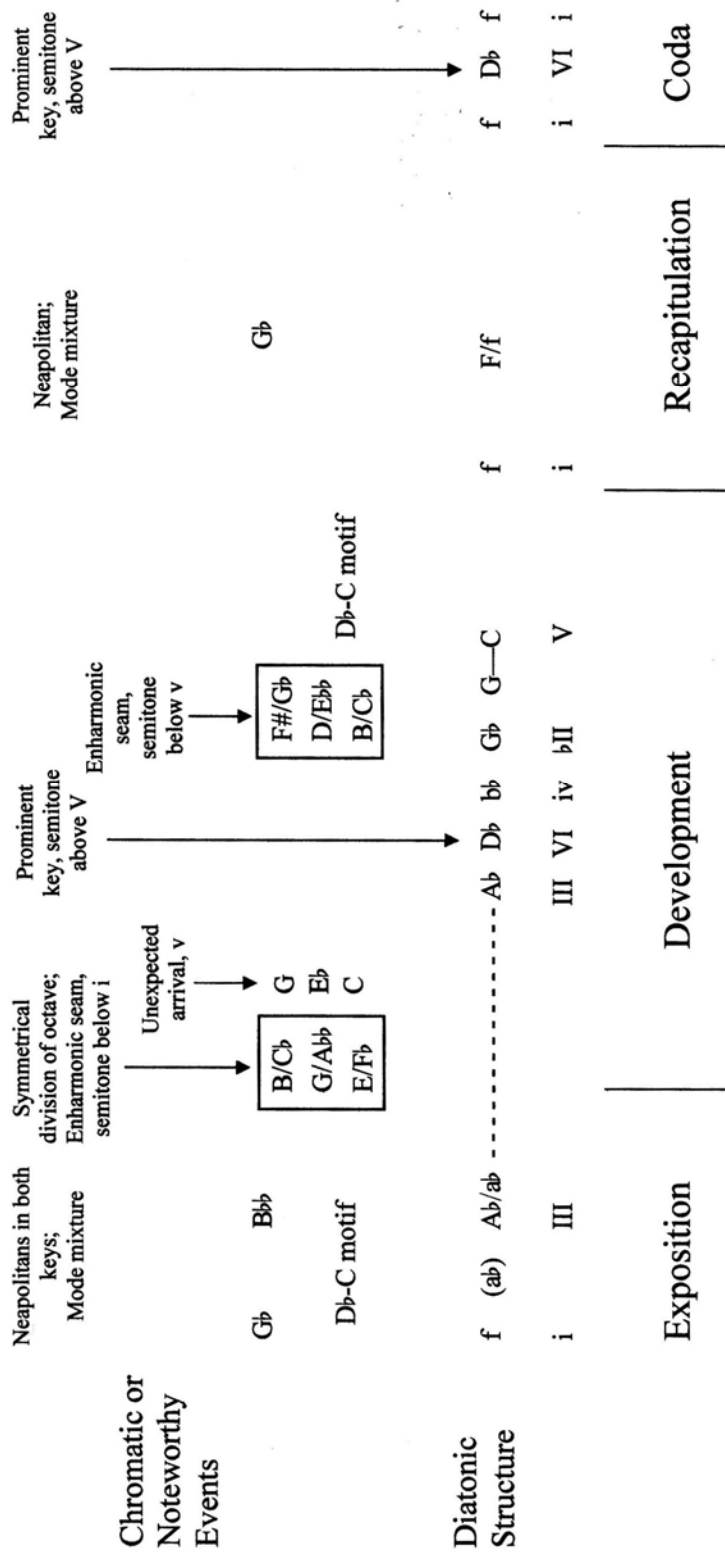 Neapolitans in both
keys;
Mode mixture
Symmetrical
division of octave;
Enharmonic seam,
semitone below i
Unexpected
arrival, v
Prominent
key, semitone
above V
Enharmonic
seam,
semitone
below v
Neapolitan;
Mode mixture
Prominent
key, semitone
above V
Chromatic or
Noteworthy
Events
G♭ B𝄫
D♭-C motif
B/C♭
G/A𝄫
E/F♭
G
E♭
C
F#/G♭
D/E𝄫
B/C♭
D♭-C motif
G♭
Diatonic
Structure
f (a♭) A♭/a♭ A♭ D♭ b♭ G♭ G—C f F/f f D♭ f
i III III VI iv ♭II V i i VI i
Exposition Development Recapitulation Coda